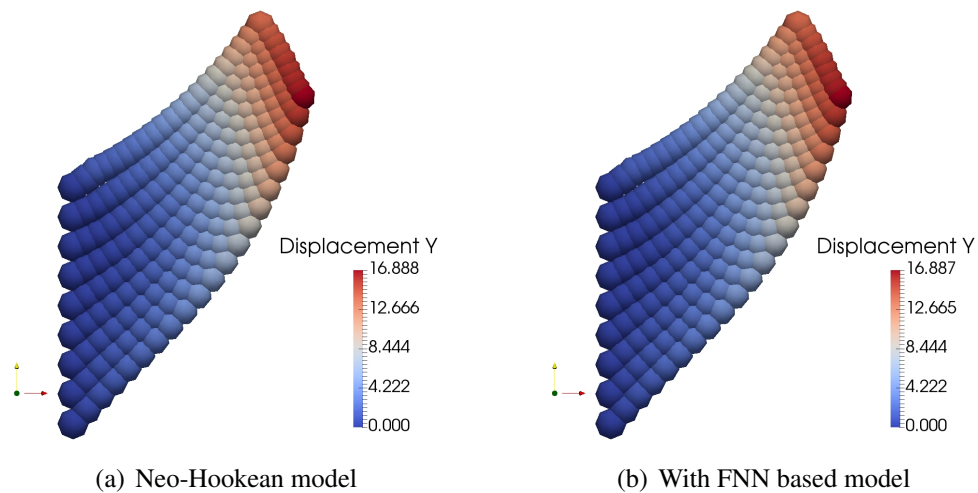 Displacement Y
16.888
12.666
8.444
4.222
0.000
(a) Neo-Hookean model
Displacement Y
16.887
12.665
8.444
4.222
0.000
(b) With FNN based model